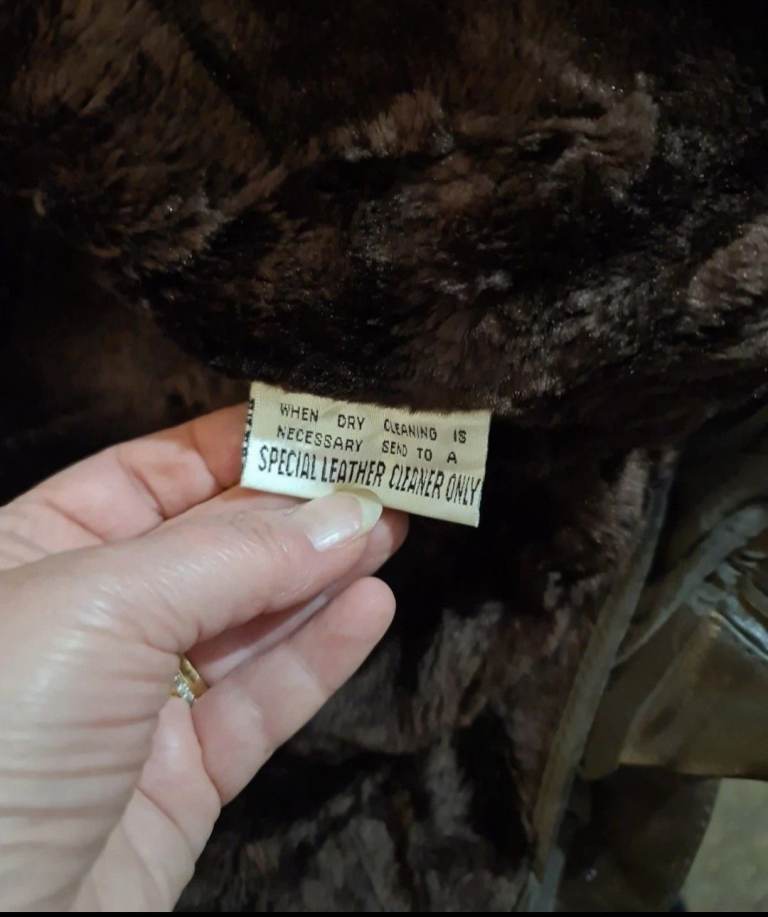 WHEN DRY CLEANING IS
NECESSARY SEND TO A
SPECIAL LEATHER CLEANER ONLY